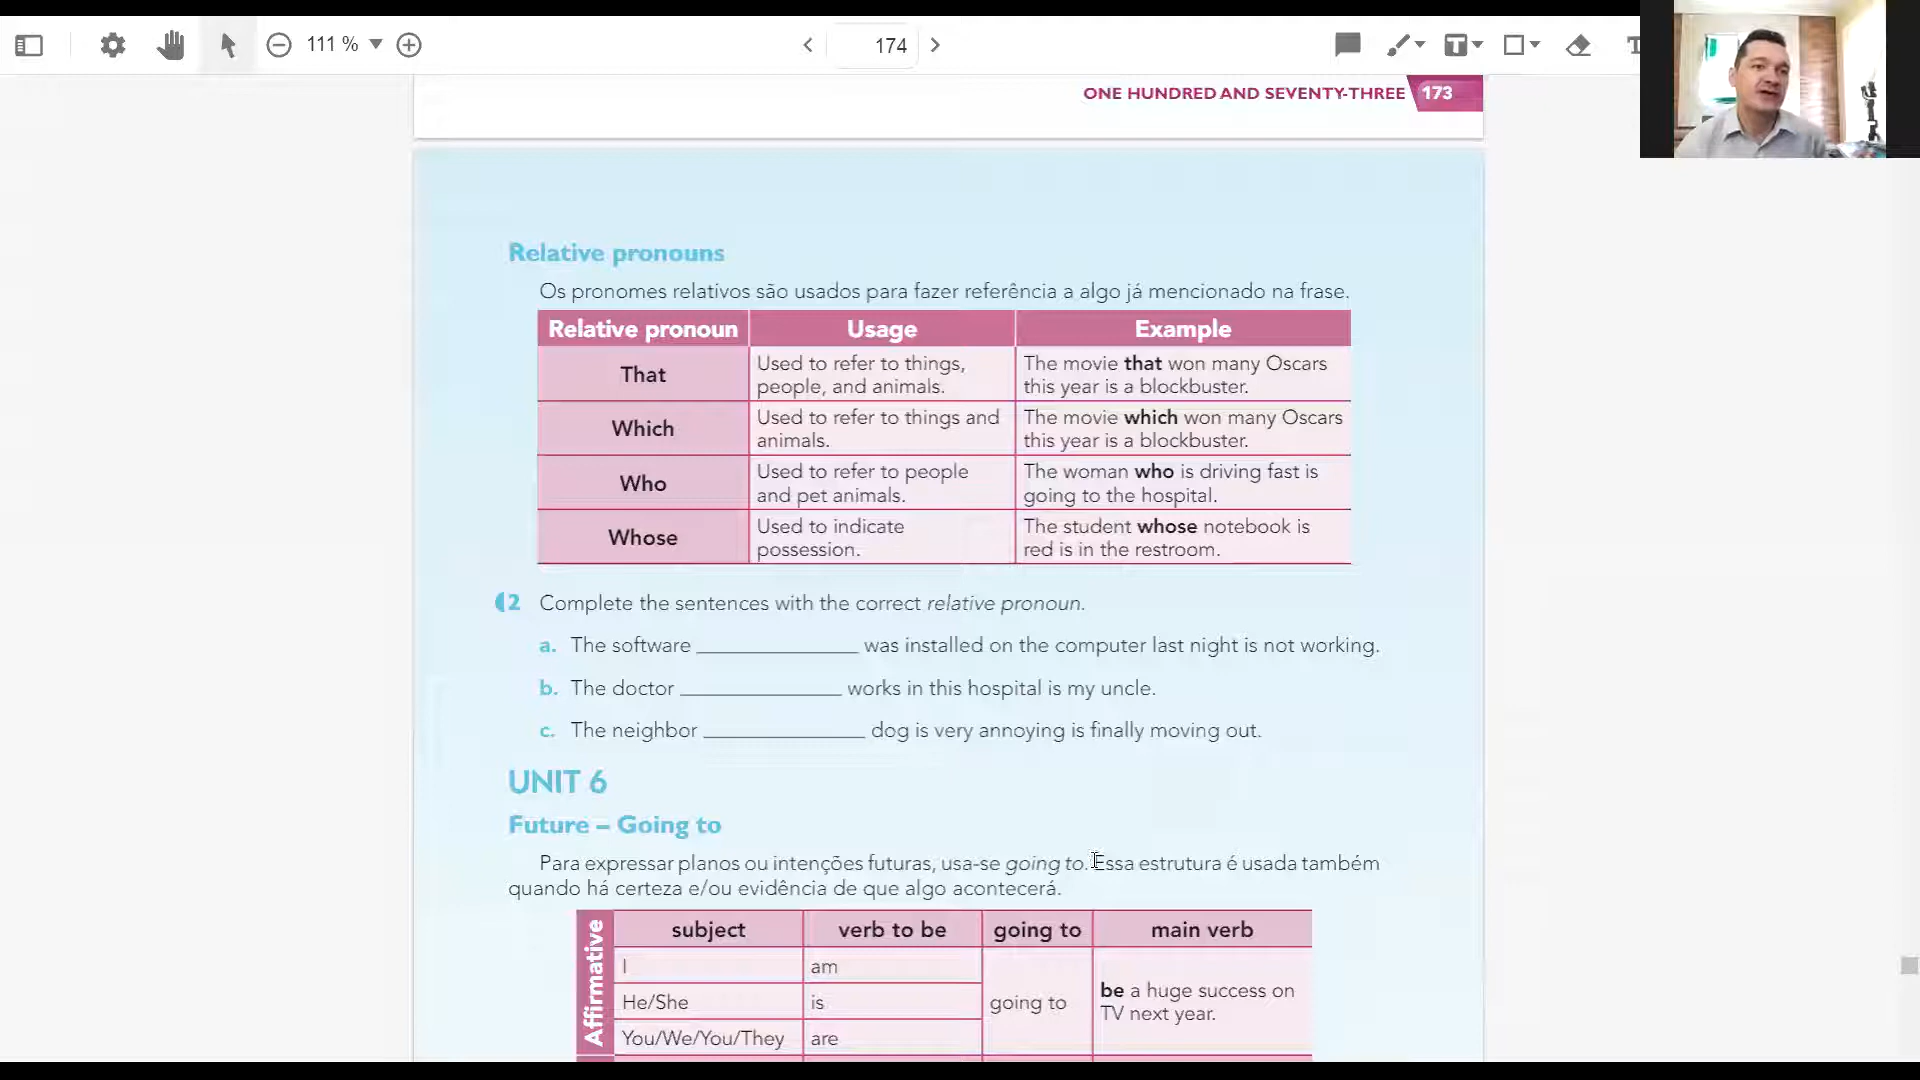 111 %
174
ONE HUNDRED AND SEVENTY-THREE 173
Relative pronouns
Os pronomes relativos são usados para fazer referência a algo já mencionado na frase.
Relative pronoun Usage Example
That Used to refer to things, people, and animals. The movie that won many Oscars this year is a blockbuster.
Which Used to refer to things and animals. The movie which won many Oscars this year is a blockbuster.
Who Used to refer to people and pet animals. The woman who is driving fast is going to the hospital.
Whose Used to indicate possession. The student whose notebook is red is in the restroom.
2 Complete the sentences with the correct relative pronoun.
a. The software ______________ was installed on the computer last night is not working.
b. The doctor ______________ works in this hospital is my uncle.
c. The neighbor ______________ dog is very annoying is finally moving out.
UNIT 6
Future – Going to
Para expressar planos ou intenções futuras, usa-se going to. Essa estrutura é usada também
quando há certeza e/ou evidência de que algo acontecerá.
Affirmative
subject verb to be going to main verb
I am
He/She is going to be a huge success on TV next year.
You/We/You/They are